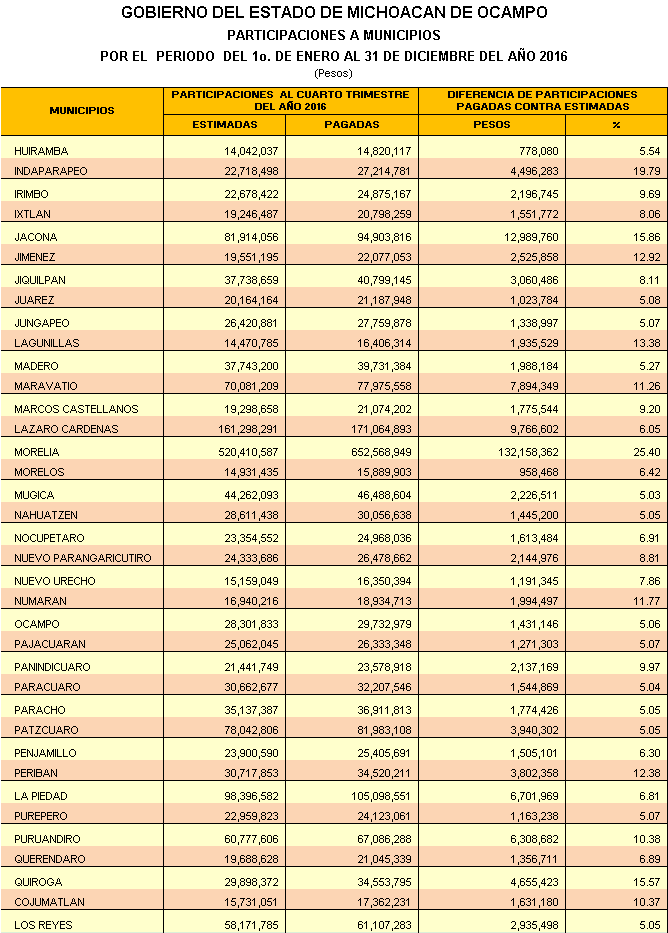 GOBIERNO DEL ESTADO DE MICHOACAN DE OCAMPO
PARTICIPACIONES A MUNICIPIOS
POR EL PERIODO DEL 1o. DE ENERO AL 31 DE DICIEMBRE DEL AÑO 2016
(Pesos)
MUNICIPIOS
PARTICIPACIONES AL CUARTO TRIMESTRE
DEL AÑO 2016
DIFERENCIA DE PARTICIPACIONES
PAGADAS CONTRA ESTIMADAS
ESTIMADAS PAGADAS PESOS %
HUIRAMBA 14,042,037 14,820,117 778,080 5.54
INDAPARAPEO 22,718,498 27,214,781 4,496,283 19.79
IRIMBO 22,678,422 24,875,167 2,196,745 9.69
IXTLAN 19,246,487 20,798,259 1,551,772 8.06
JACONA 81,914,056 94,903,816 12,989,760 15.86
JIMENEZ 19,551,195 22,077,053 2,525,858 12.92
JIQUILPAN 37,738,659 40,799,145 3,060,486 8.11
JUAREZ 20,164,164 21,187,948 1,023,784 5.08
JUNGAPEO 26,420,881 27,759,878 1,338,997 5.07
LAGUNILLAS 14,470,785 16,406,314 1,935,529 13.38
MADERO 37,743,200 39,731,384 1,988,184 5.27
MARAVATIO 70,081,209 77,975,558 7,894,349 11.26
MARCOS CASTELLANOS 19,298,658 21,074,202 1,775,544 9.20
LAZARO CARDENAS 161,298,291 171,064,893 9,766,602 6.05
MORELIA 520,410,587 652,568,949 132,158,362 25.40
MORELOS 14,931,435 15,889,903 958,468 6.42
MUGICA 44,262,093 46,488,604 2,226,511 5.03
NAHUATZEN 28,611,438 30,056,638 1,445,200 5.05
NOCUPETARO 23,354,552 24,968,036 1,613,484 6.91
NUEVO PARANGARICUTIRO 24,333,686 26,478,662 2,144,976 8.81
NUEVO URECHO 15,159,049 16,350,394 1,191,345 7.86
NUMARAN 16,940,216 18,934,713 1,994,497 11.77
OCAMPO 28,301,833 29,732,979 1,431,146 5.06
PAJACUARAN 25,062,045 26,333,348 1,271,303 5.07
PANINDICUARO 21,441,749 23,578,918 2,137,169 9.97
PARACUARO 30,662,677 32,207,546 1,544,869 5.04
PARACHO 35,137,387 36,911,813 1,774,426 5.05
PATZCUARO 78,042,806 81,983,108 3,940,302 5.05
PENJAMILLO 23,900,590 25,405,691 1,505,101 6.30
PERIBAN 30,717,853 34,520,211 3,802,358 12.38
LA PIEDAD 98,396,582 105,098,551 6,701,969 6.81
PUREPERO 22,959,823 24,123,061 1,163,238 5.07
PURUANDIRO 60,777,606 67,086,288 6,308,682 10.38
QUERENDARO 19,688,628 21,045,339 1,356,711 6.89
QUIROGA 29,898,372 34,553,795 4,655,423 15.57
COJUMATLAN 15,731,051 17,362,231 1,631,180 10.37
LOS REYES 58,171,785 61,107,283 2,935,498 5.05